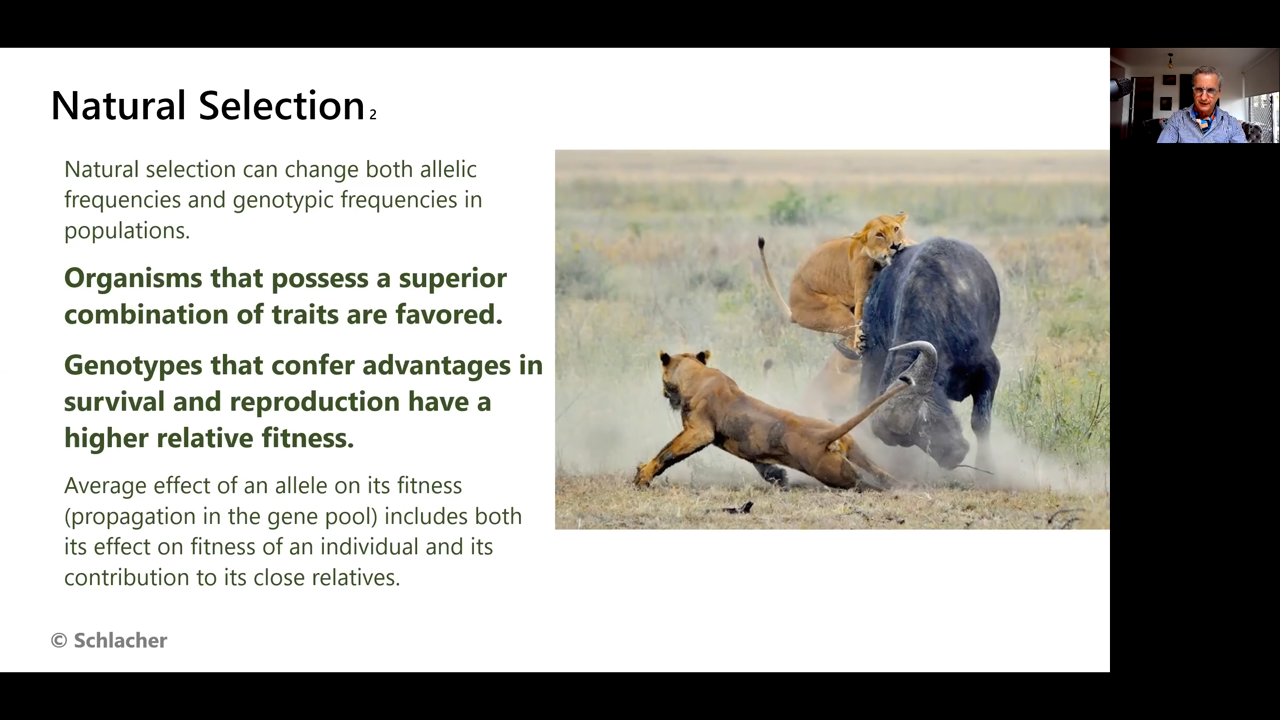 Natural Selection 2
Natural selection can change both allelic
frequencies and genotypic frequencies in
populations.
Organisms that possess a superior
combination of traits are favored.
Genotypes that confer advantages in
survival and reproduction have a
higher relative fitness.
Average effect of an allele on its fitness
(propagation in the gene pool) includes both
its effect on fitness of an individual and its
contribution to its close relatives.
© Schlacher